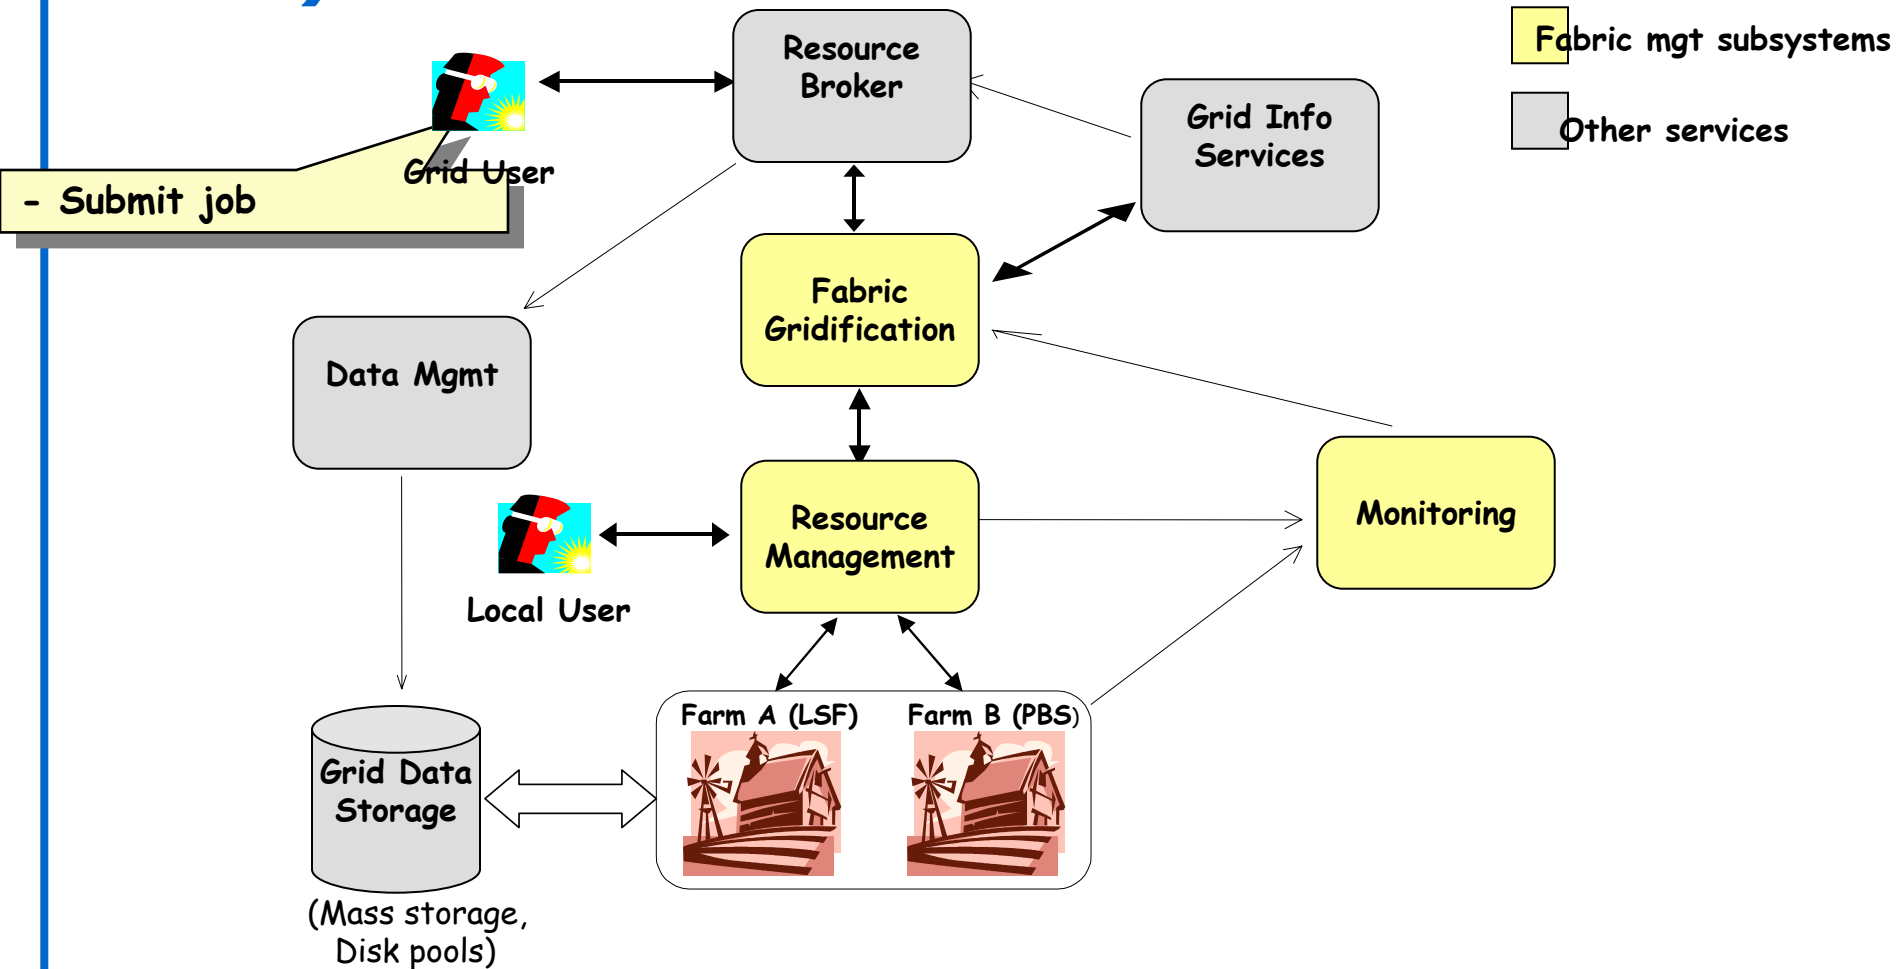 Resource
Broker
Fabric mgt subsystems
Grid Info
Services
Other services
Grid User
- Submit job
Fabric
Gridification
Data Mgmt
Resource
Management
Monitoring
Local User
Farm A (LSF)
Farm B (PBS)
Grid Data
Storage
(Mass storage,
Disk pools)